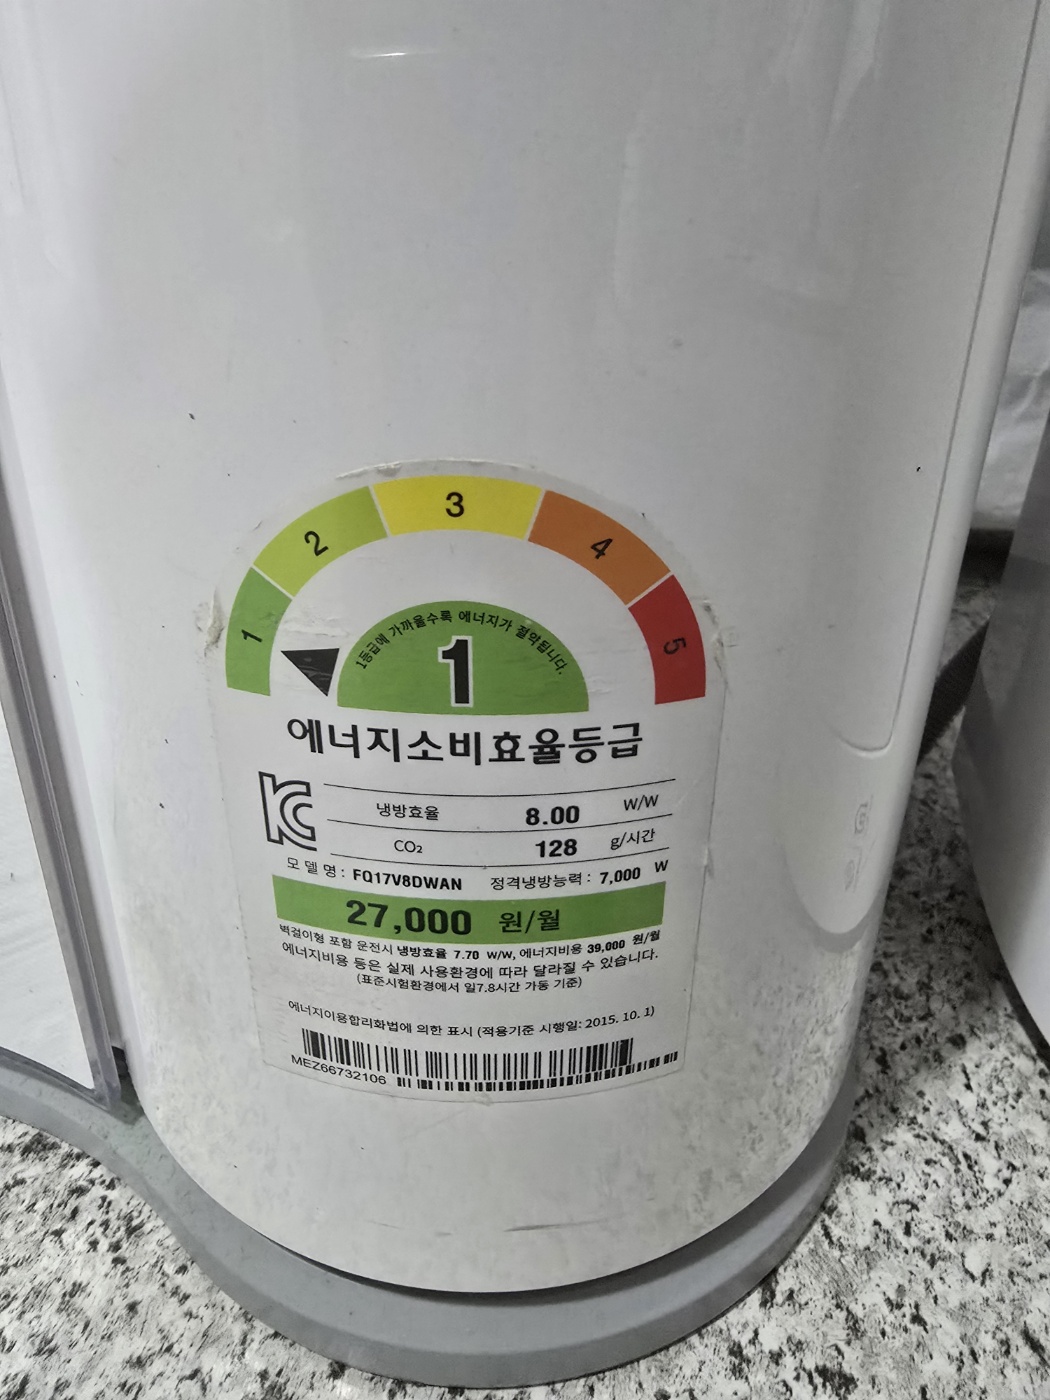 1 2 3 4 5
1등급에 가까울수록 에너지가 절약됩니다.
1
에너지소비효율등급
냉방효율 8.00 W/W
CO₂ 128 g/시간
모델명 : FQ17V8DWAN 정격냉방능력 : 7,000 W
27,000 원/월
벽걸이형 포함 운전시 냉방효율 7.70 W/W, 에너지비용 39,000 원/월
에너지비용 등은 실제 사용환경에 따라 달라질 수 있습니다.
(표준시험환경에서 일7.8시간 가동 기준)
에너지이용합리화법에 의한 표시 (적용기준 시행일: 2015. 10. 1)
MEZ66732106